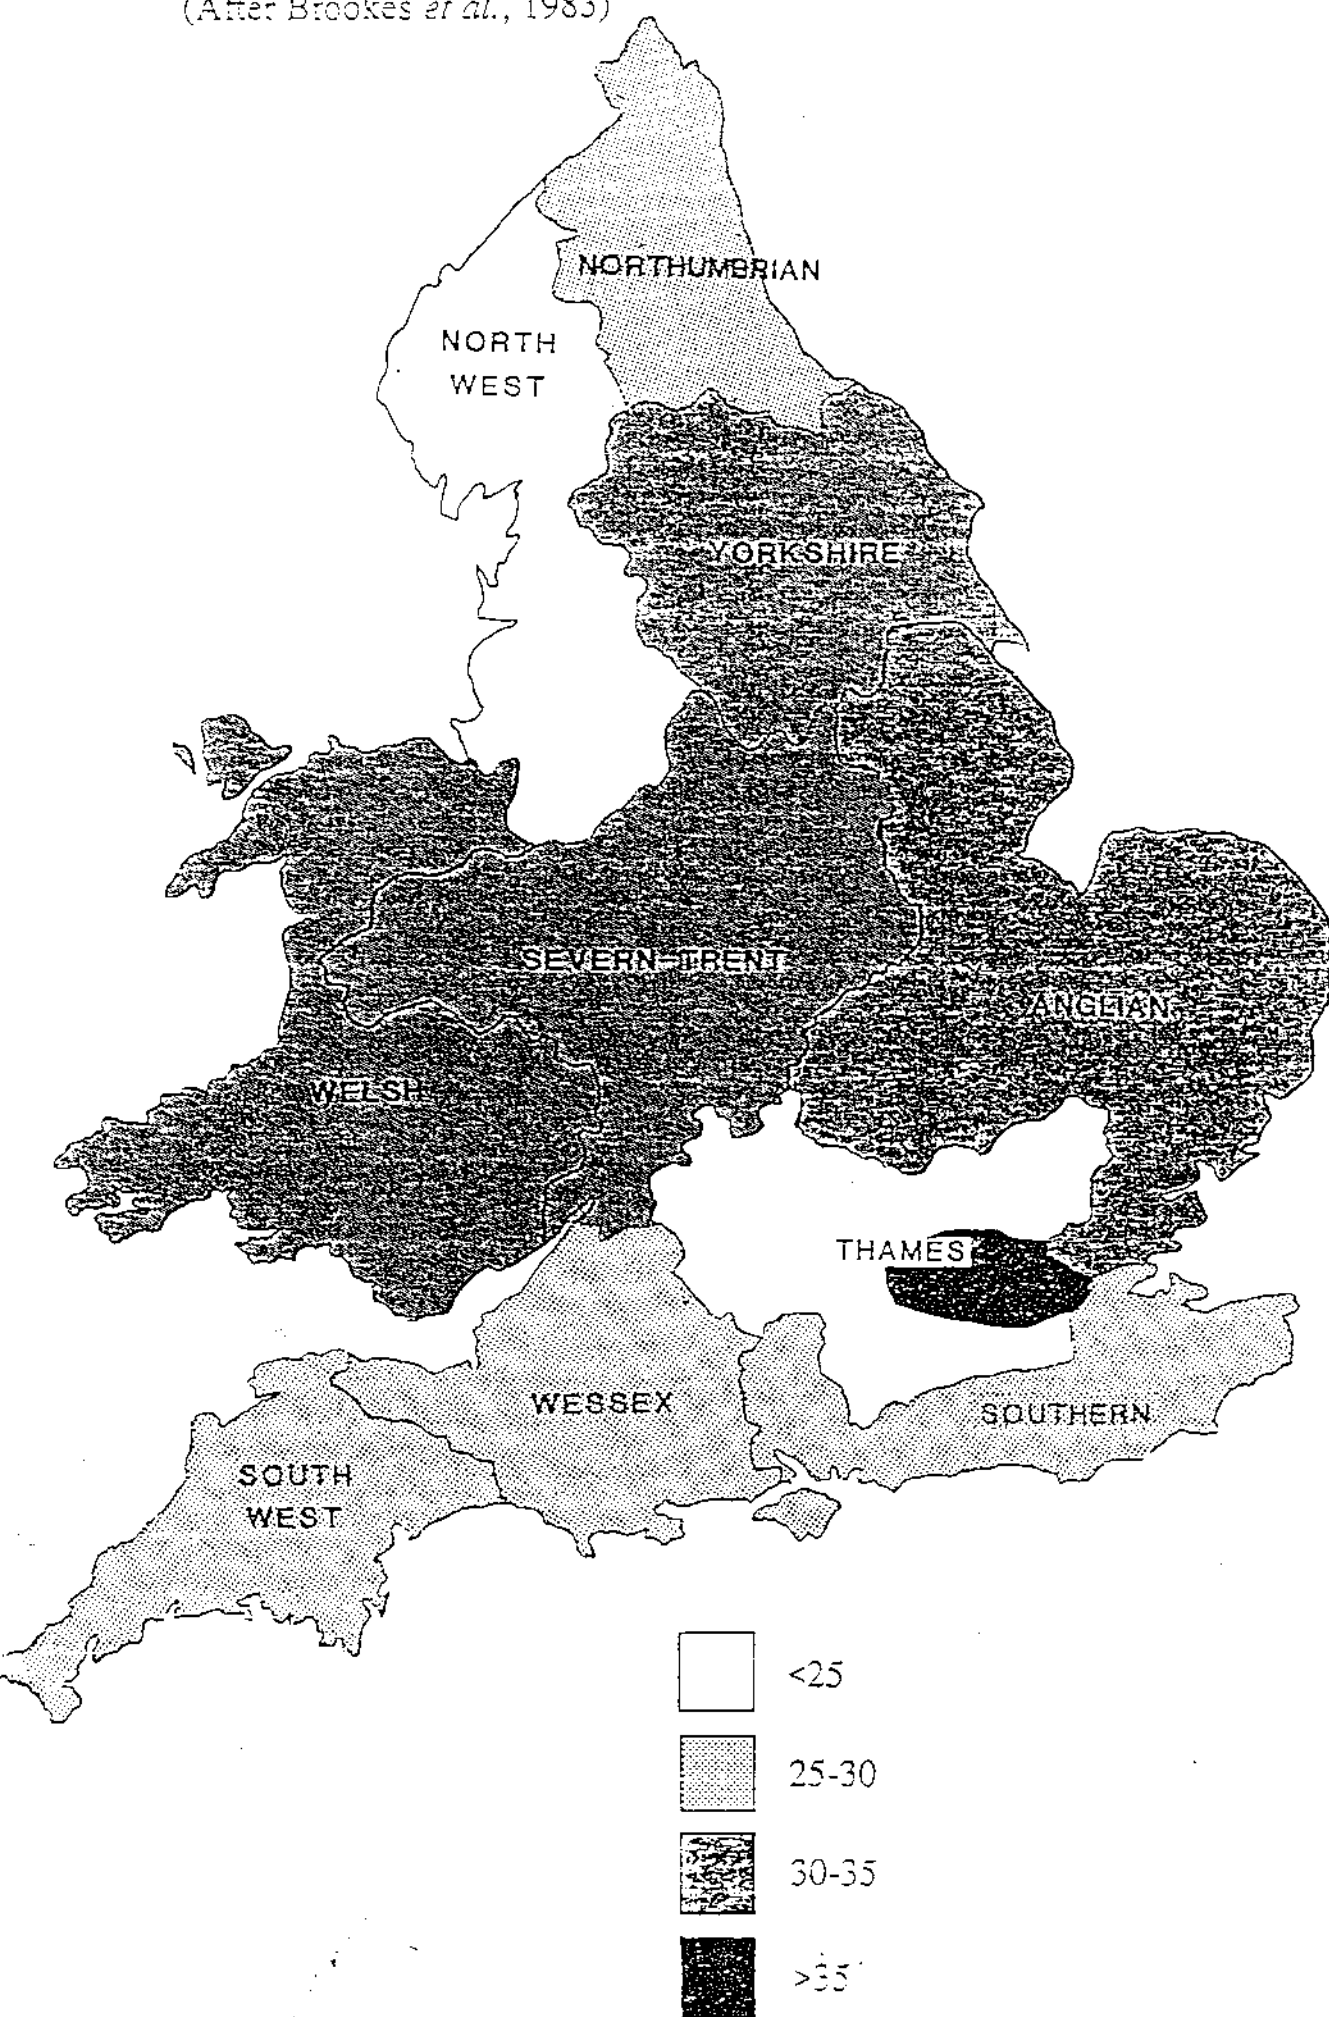 (After Brookes et al., 1983)
NORTHUMBRIAN
NORTH
WEST
YORKSHIRE
SEVERN-TRENT
ANGLIAN
WELSH
THAMES
WESSEX
SOUTHERN
SOUTH
WEST
<25
25-30
30-35
>35